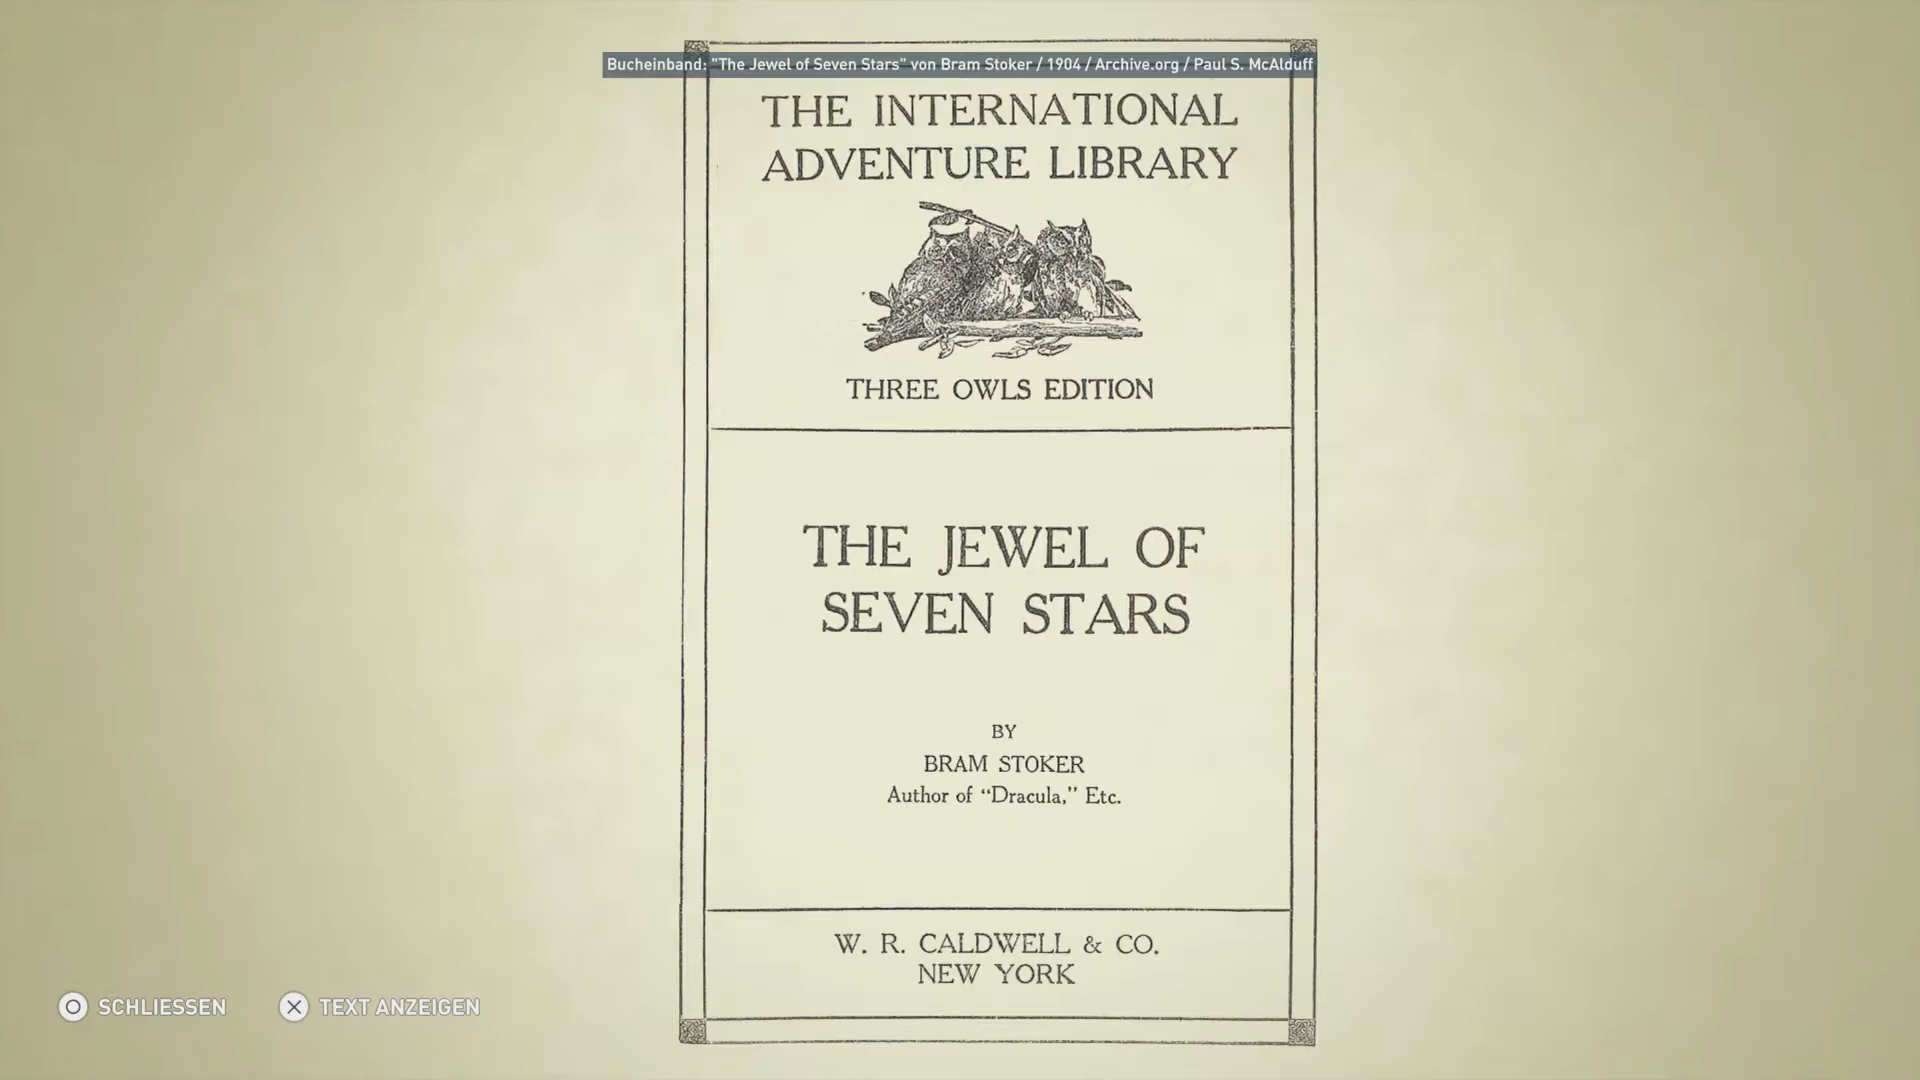 Bucheinband: "The Jewel of Seven Stars" von Bram Stoker / 1904 / Archive.org / Paul S. McAlduff
THE INTERNATIONAL
ADVENTURE LIBRARY
THREE OWLS EDITION
THE JEWEL OF
SEVEN STARS
BY
BRAM STOKER
Author of “Dracula,” Etc.
W. R. CALDWELL & CO.
NEW YORK
SCHLIESSEN
TEXT ANZEIGEN